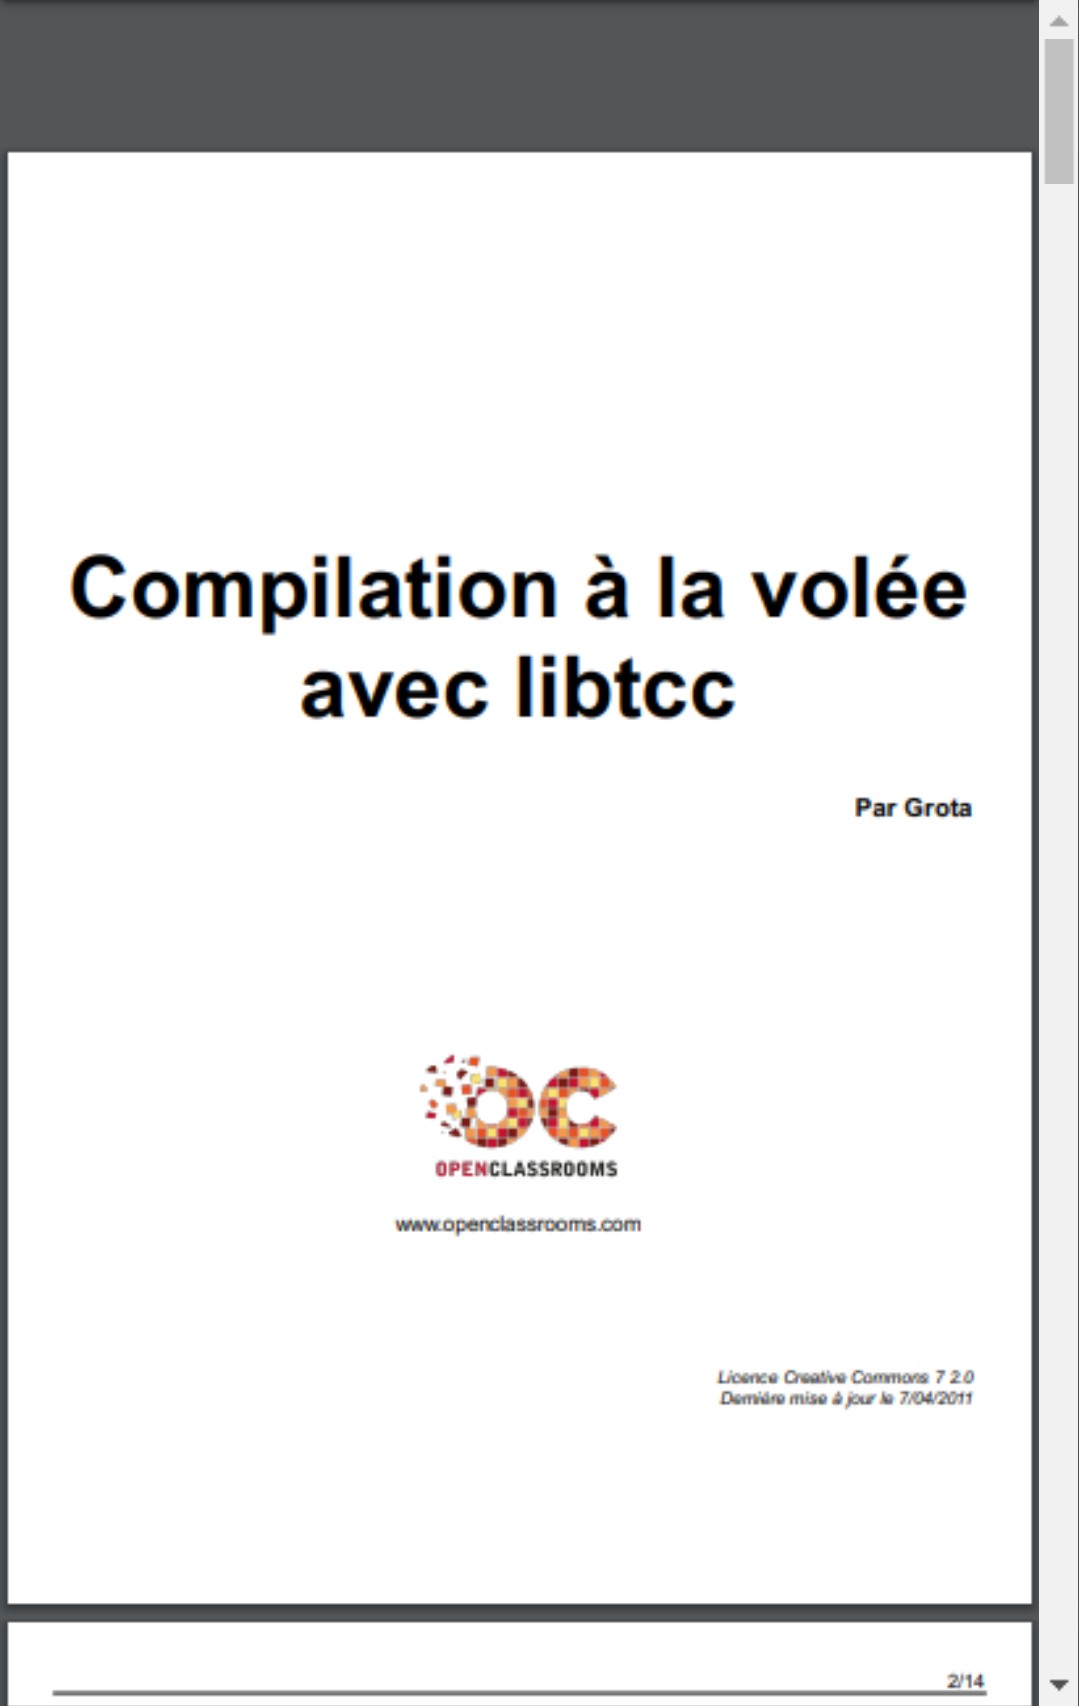 Compilation à la volée
avec libtcc
Par Grota
OC
OPENCLASSROOMS
www.openclassrooms.com
Licence Creative Commons 7 2.0
Dernière mise à jour le 7/04/2011
2/14